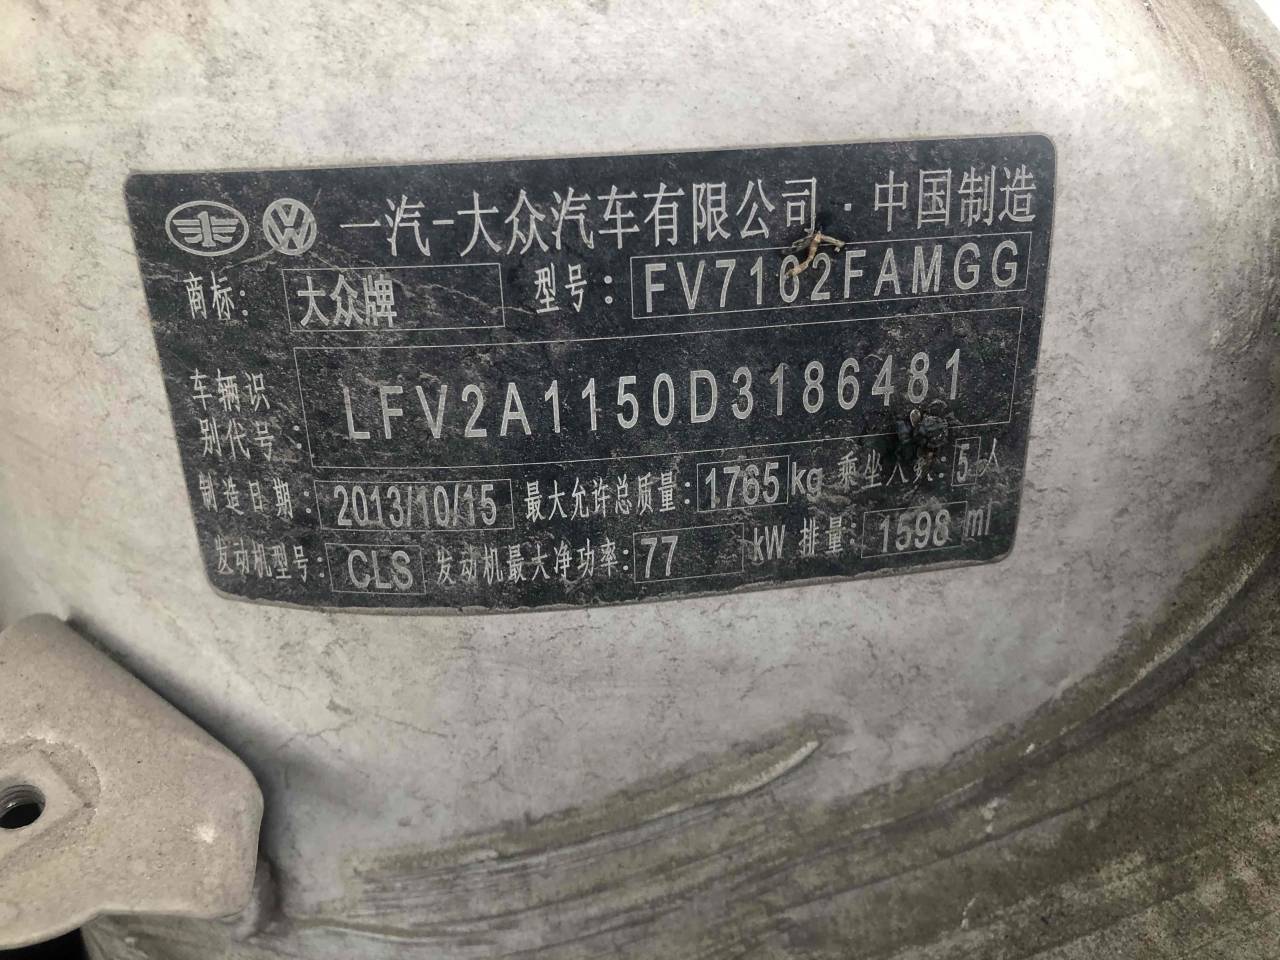 一汽-大众汽车有限公司·中国制造
商标: 大众牌 型号: FV7162FAMGG
车辆识别代号: LFV2A1150D3186481
制造日期: 2013/10/15 最大允许总质量: 1765 kg 乘坐人数: 5 人
发动机型号: CLS 发动机最大净功率: 77 kW 排量: 1598 ml